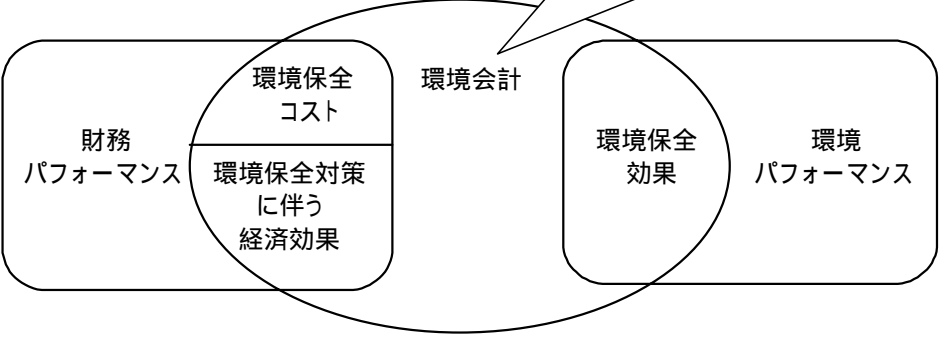 財務
パフォーマンス
環境保全
コスト
環境保全対策
に伴う
経済効果
環境会計
環境保全
効果
環境
パフォーマンス